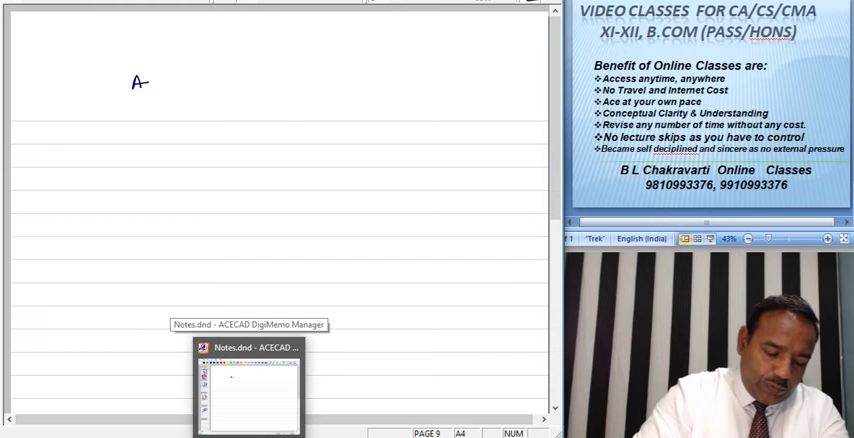 A
Notes.dnd - ACECAD DigiMemo Manager
Notes.dnd - ACECAD ...
PAGE 9 A4 NUM
VIDEO CLASSES FOR CA/CS/CMA
XI-XII, B.COM (PASS/HONS)
Benefit of Online Classes are:
❖Access anytime, anywhere
❖No Travel and Internet Cost
❖Ace at your own pace
❖Conceptual Clarity & Understanding
❖Revise any number of time without any cost.
❖No lecture skips as you have to control
❖Became self deciplined and sincere as no external pressure
B L Chakravarti Online Classes
9810993376, 9910993376
f 1 "Trek" English (India) 43%